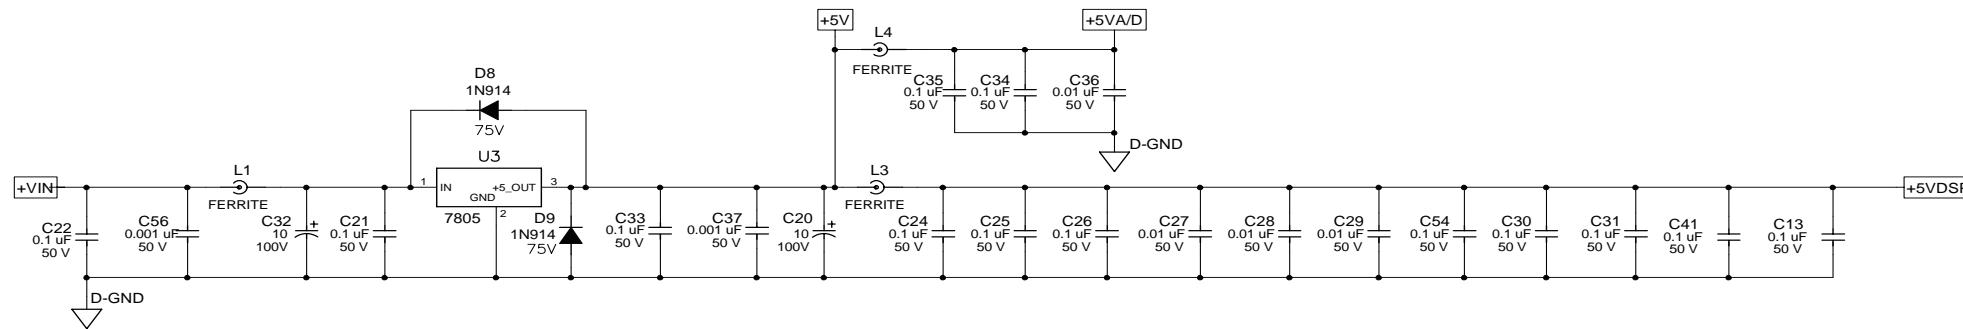 +5V
+5VA/D
L4
FERRITE
C35
0.1 uF
50 V
C34
0.1 uF
50 V
C36
0.01 uF
50 V
D-GND
D8
1N914
75V
U3
+VIN
L1
FERRITE
1
IN
+5_OUT
GND
3
2
7805
L3
FERRITE
+5VDSP
C22
0.1 uF
50 V
C56
0.001 uF
50 V
C32
10
100V
+
C21
0.1 uF
50 V
D9
1N914
75V
C33
0.1 uF
50 V
C37
0.001 uF
50 V
C20
10
100V
+
C24
0.1 uF
50 V
C25
0.1 uF
50 V
C26
0.1 uF
50 V
C27
0.01 uF
50 V
C28
0.01 uF
50 V
C29
0.01 uF
50 V
C54
0.1 uF
50 V
C30
0.1 uF
50 V
C31
0.1 uF
50 V
C41
0.1 uF
50 V
C13
0.1 uF
50 V
D-GND